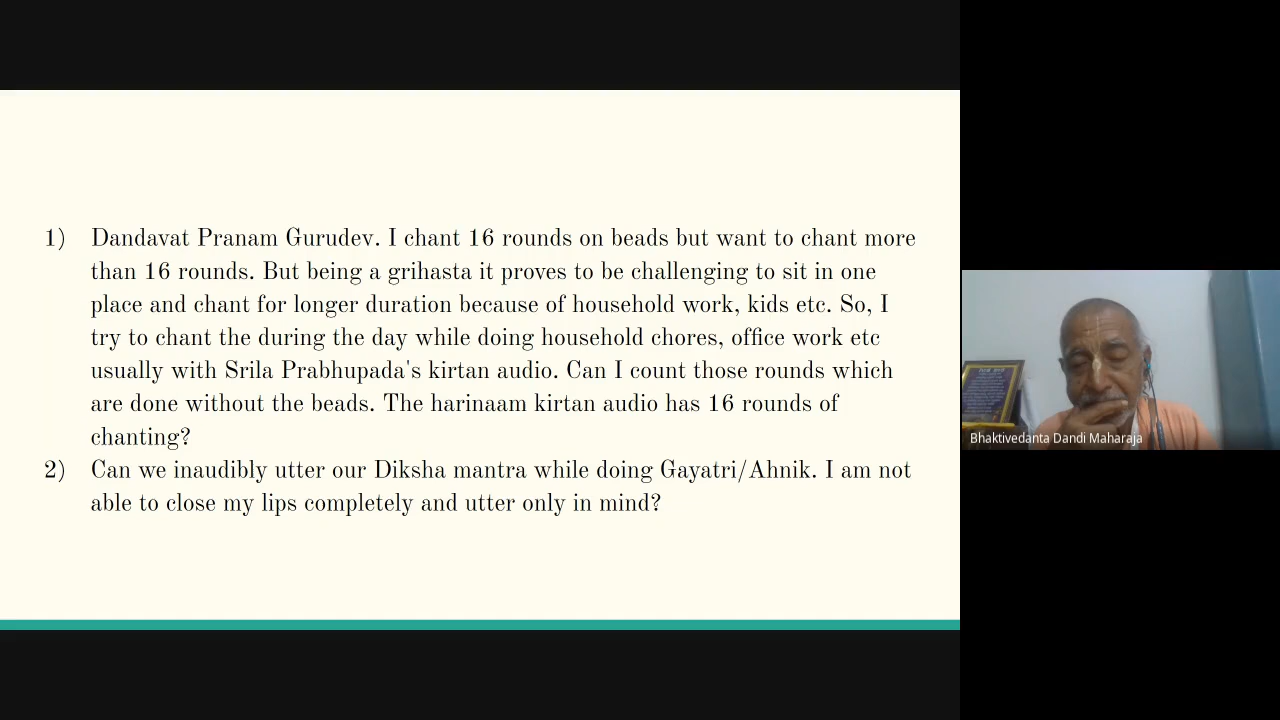 1) Dandavat Pranam Gurudev. I chant 16 rounds on beads but want to chant more
than 16 rounds. But being a grihasta it proves to be challenging to sit in one
place and chant for longer duration because of household work, kids etc. So, I
try to chant the during the day while doing household chores, office work etc
usually with Srila Prabhupada's kirtan audio. Can I count those rounds which
are done without the beads. The harinaam kirtan audio has 16 rounds of
chanting?
2) Can we inaudibly utter our Diksha mantra while doing Gayatri/Ahnik. I am not
able to close my lips completely and utter only in mind?
Bhaktivedanta Dandi Maharaja